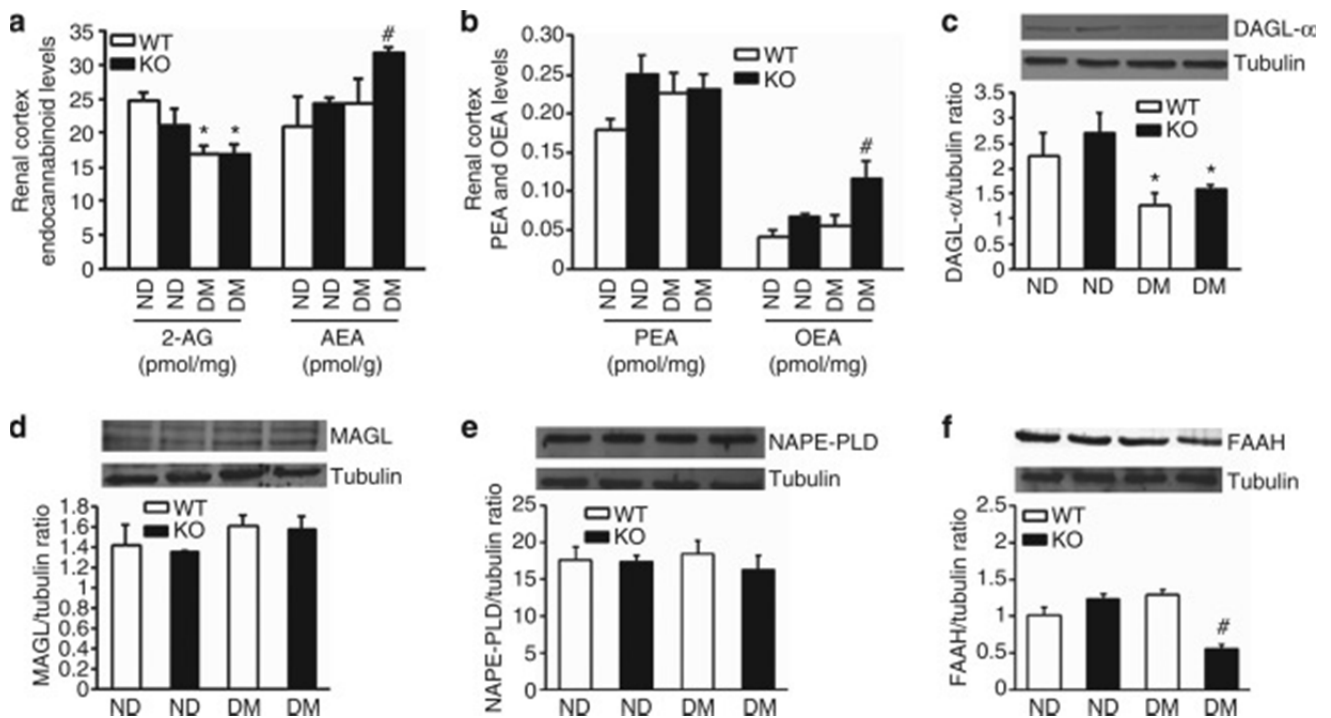 a
Renal cortex
endocannabinoid levels
35
30
25
20
15
35
10
5
0
WT
KO
*
*
#
ND
ND
DM
DM
ND
ND
DM
DM
2-AG
(pmol/mg)
AEA
(pmol/g)
b
Renal cortex
PEA and OEA levels
0.30
0.25
0.20
0.15
0.10
0.05
0
WT
KO
#
ND
ND
DM
DM
ND
ND
DM
DM
PEA
(pmol/mg)
OEA
(pmol/mg)
c
DAGL-α
Tubulin
DAGL-α/tubulin ratio
3.5
3
2.5
2
1.5
1
0.5
0
WT
KO
*
*
ND
ND
DM
DM
d
MAGL
Tubulin
MAGL/tubulin ratio
1.8
1.6
1.4
1.2
1
0.8
0.6
0.4
0.2
0
WT
KO
ND
ND
DM
DM
e
NAPE-PLD
Tubulin
NAPE-PLD/tubulin ratio
25
20
15
10
5
0
WT
KO
ND
ND
DM
DM
f
FAAH
Tubulin
FAAH/tubulin ratio
2.5
2
1.5
1
0.5
0
WT
KO
#
ND
ND
DM
DM